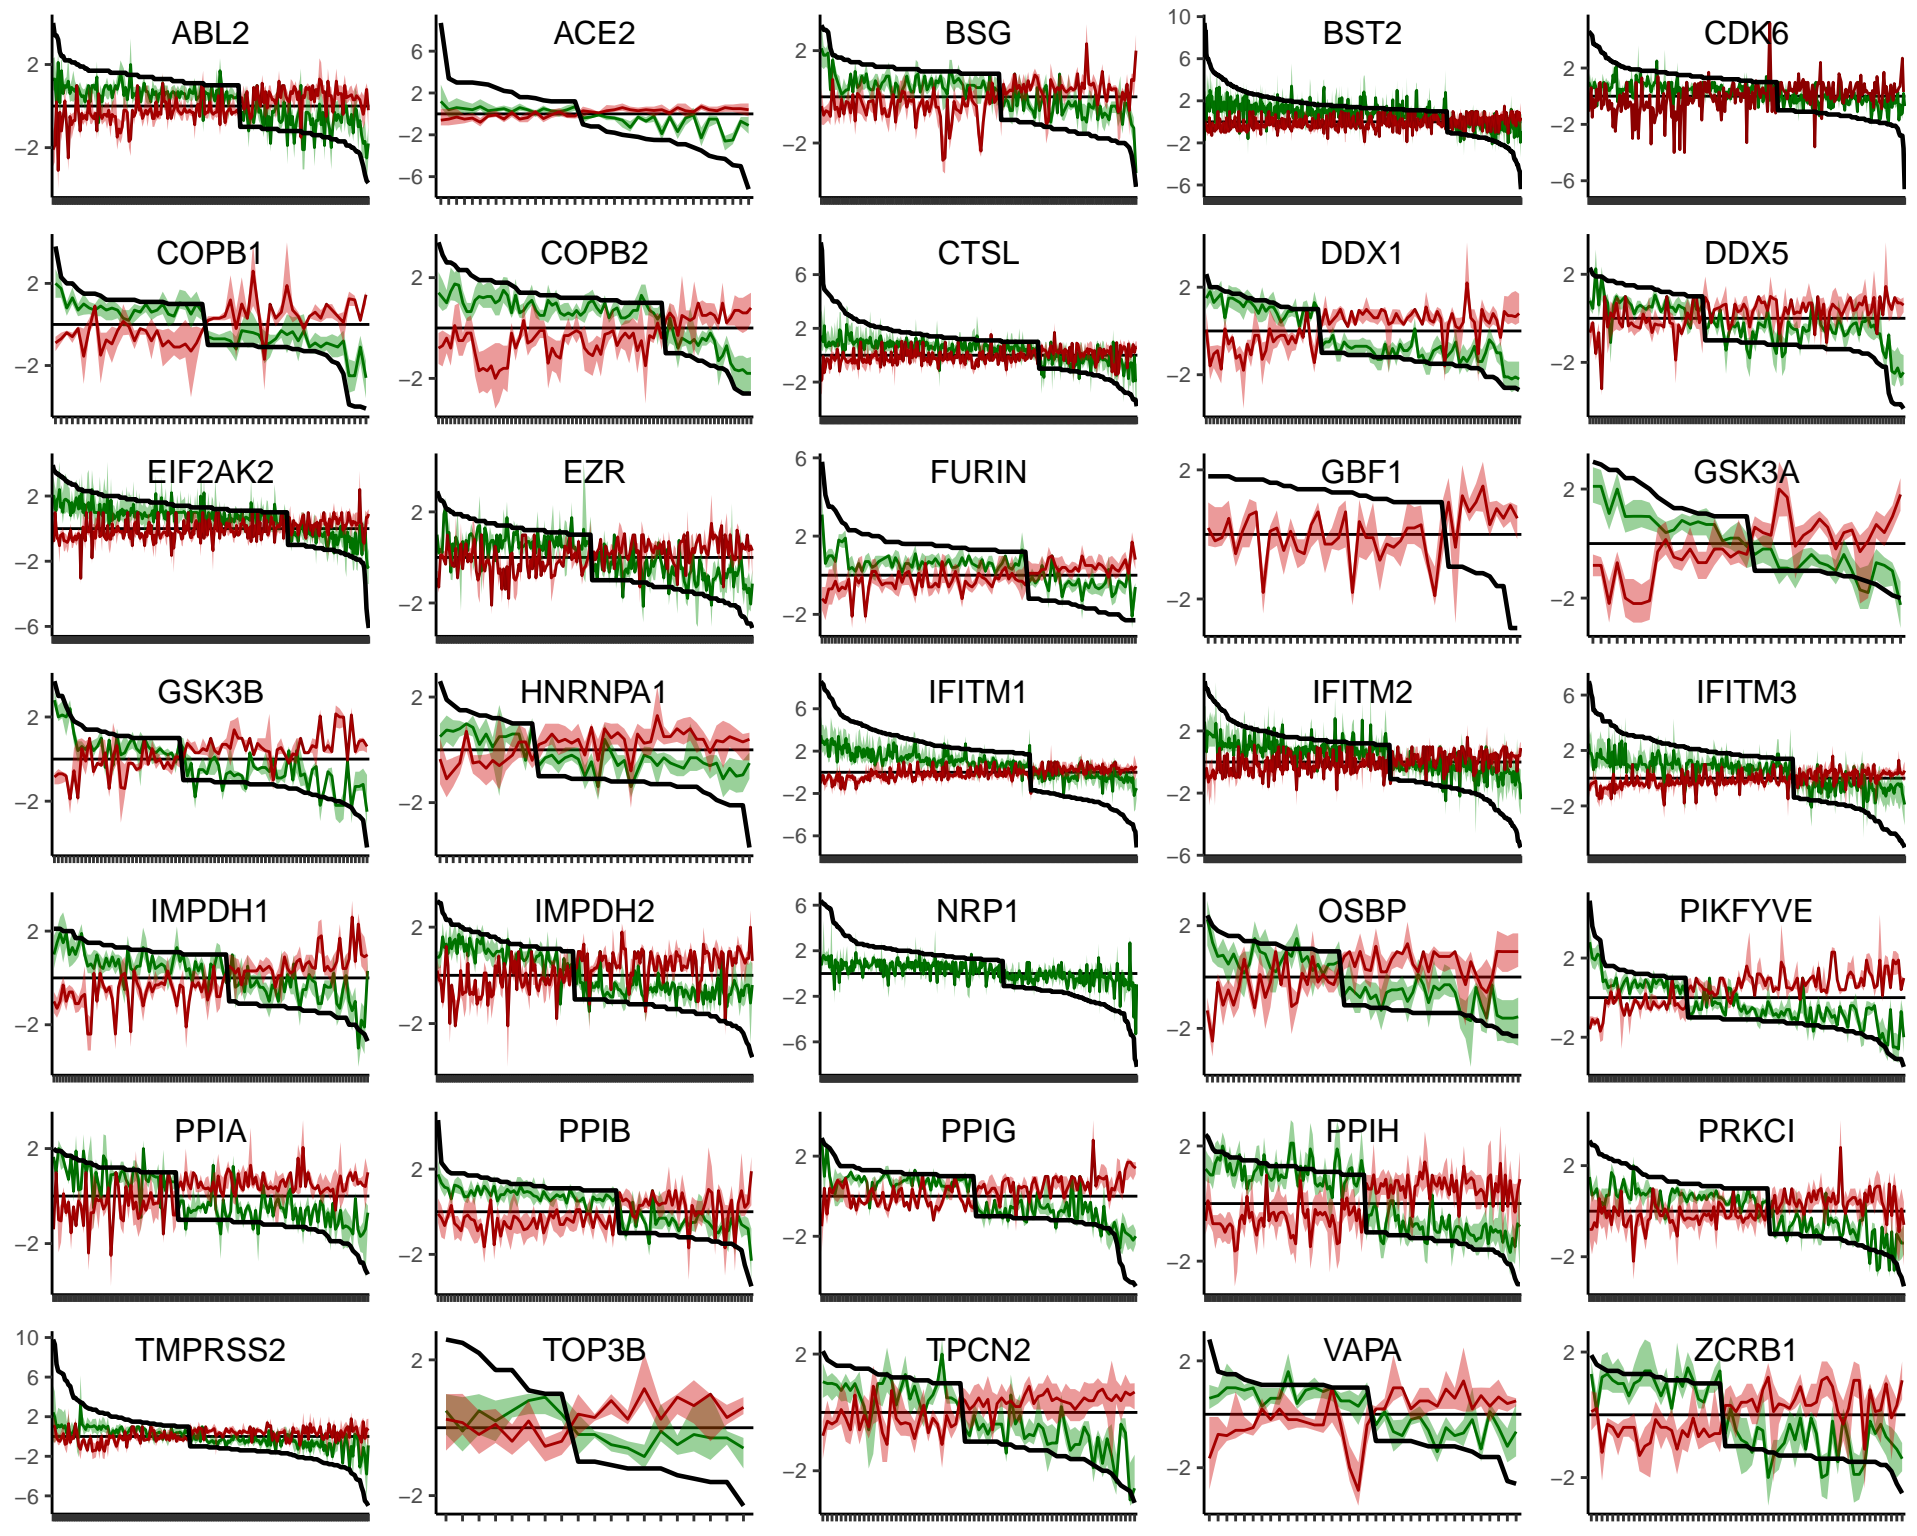 ABL2 ACE2 BSG BST2 CDK6
2 −2
6 2 −2 −6
2 −2
10 6 2 −2 −6
2 −2 −6
COPB1 COPB2 CTSL DDX1 DDX5
2 −2
2 −2
6 2 −2
2 −2
2 −2
EIF2AK2 EZR FURIN GBF1 GSK3A
2 −2 −6
2 −2
6 2 −2
2 −2
2 −2
GSK3B HNRNPA1 IFITM1 IFITM2 IFITM3
2 −2
2 −2
6 2 −2 −6
2 −2 −6
6 2 −2
IMPDH1 IMPDH2 NRP1 OSBP PIKFYVE
2 −2
2 −2
6 2 −2 −6
2 −2
2 −2
PPIA PPIB PPIG PPIH PRKCI
2 −2
2 −2
2 −2
2 −2
2 −2
TMPRSS2 TOP3B TPCN2 VAPA ZCRB1
10 6 2 −2 −6
2 −2
2 −2
2 −2
2 −2